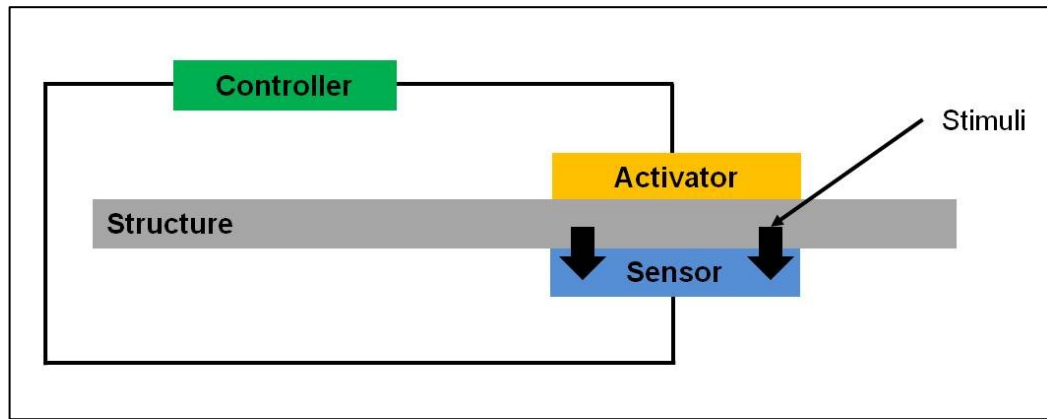 Controller
Stimuli
Activator
Structure
Sensor